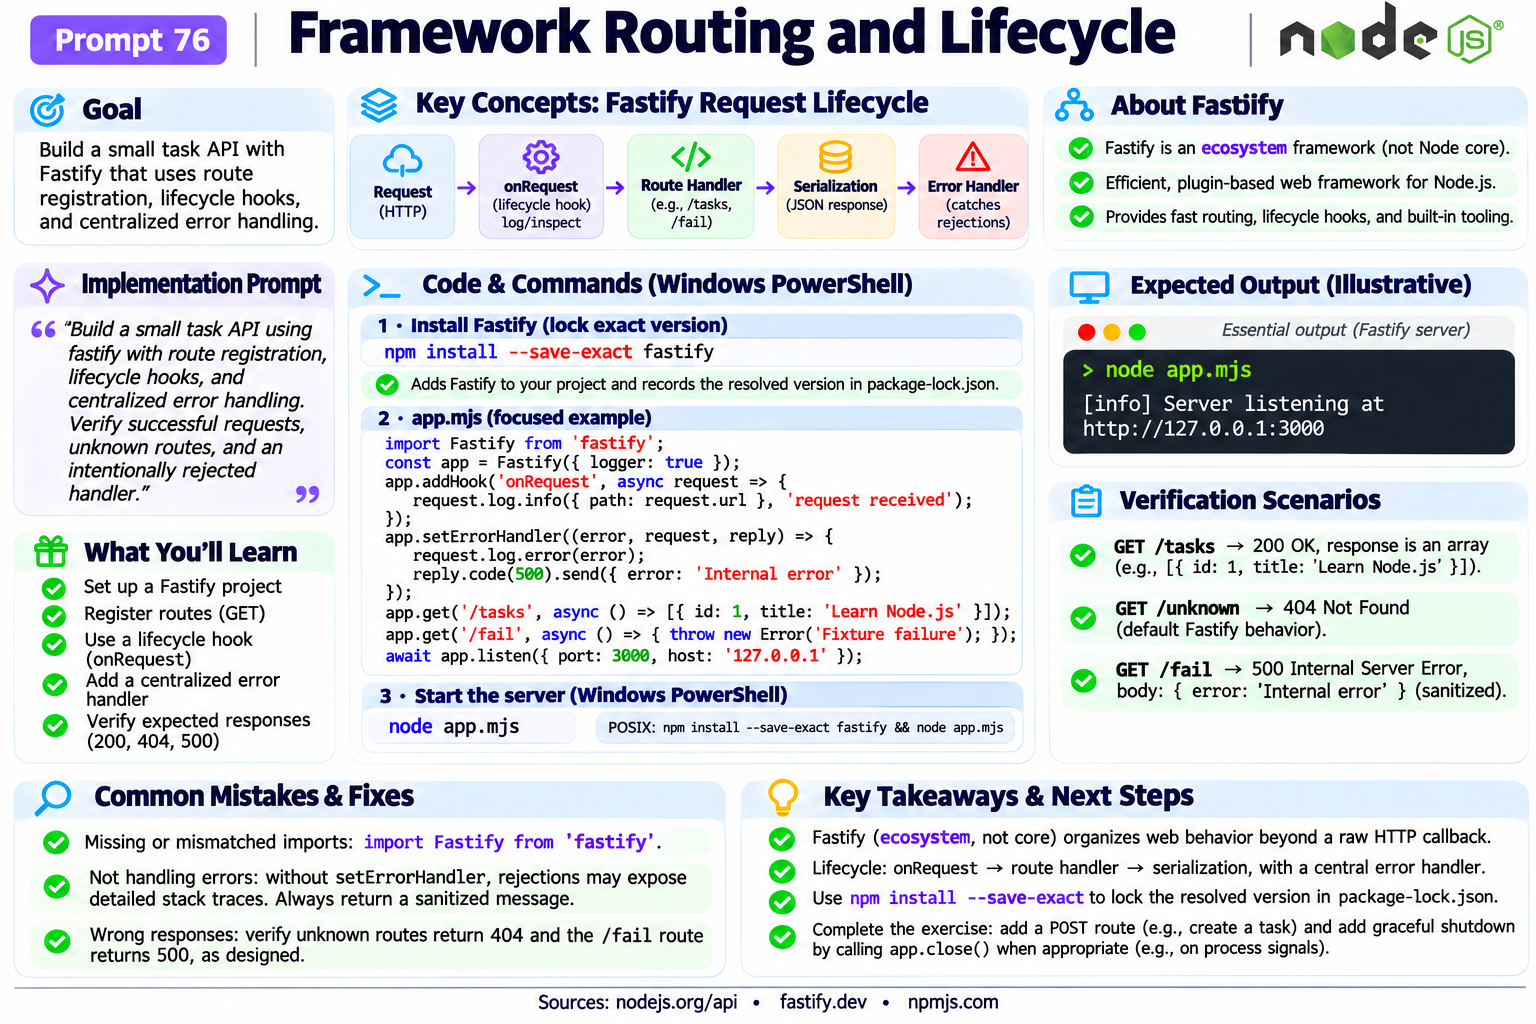 Prompt 76
Framework Routing and Lifecycle
node JS ®
Goal
Build a small task API with
Fastify that uses route
registration, lifecycle hooks,
and centralized error handling.
Key Concepts: Fastify Request Lifecycle
Request
(HTTP)
onRequest
(lifecycle hook)
log/inspect
Route Handler
(e.g., /tasks,
/fail)
Serialization
(JSON response)
Error Handler
(catches
rejections)
About Fastiify
Fastify is an ecosystem framework (not Node core).
Efficient, plugin-based web framework for Node.js.
Provides fast routing, lifecycle hooks, and built-in tooling.
Implementation Prompt
“ “Build a small task API using
fastify with route registration,
lifecycle hooks, and
centralized error handling.
Verify successful requests,
unknown routes, and an
intentionally rejected
handler.” ”
What You’ll Learn
Set up a Fastify project
Register routes (GET)
Use a lifecycle hook
(onRequest)
Add a centralized error
handler
Verify expected responses
(200, 404, 500)
>_ Code & Commands (Windows PowerShell)
1 · Install Fastify (lock exact version)
npm install --save-exact fastify
Adds Fastify to your project and records the resolved version in package-lock.json.
2 · app.mjs (focused example)
import Fastify from 'fastify';
const app = Fastify({ logger: true });
app.addHook('onRequest', async request => {
request.log.info({ path: request.url }, 'request received');
});
app.setErrorHandler((error, request, reply) => {
request.log.error(error);
reply.code(500).send({ error: 'Internal error' });
});
app.get('/tasks', async () => [{ id: 1, title: 'Learn Node.js' }]);
app.get('/fail', async () => { throw new Error('Fixture failure'); });
await app.listen({ port: 3000, host: '127.0.0.1' });
3 · Start the server (Windows PowerShell)
node app.mjs
POSIX: npm install --save-exact fastify && node app.mjs
Expected Output (Illustrative)
Essential output (Fastify server)
> node app.mjs
[info] Server listening at
http://127.0.0.1:3000
Verification Scenarios
GET /tasks → 200 OK, response is an array
(e.g., [{ id: 1, title: 'Learn Node.js' }]).
GET /unknown → 404 Not Found
(default Fastify behavior).
GET /fail → 500 Internal Server Error,
body: { error: 'Internal error' } (sanitized).
Common Mistakes & Fixes
Missing or mismatched imports: import Fastify from 'fastify'.
Not handling errors: without setErrorHandler, rejections may expose
detailed stack traces. Always return a sanitized message.
Wrong responses: verify unknown routes return 404 and the /fail route
returns 500, as designed.
Key Takeaways & Next Steps
Fastify (ecosystem, not core) organizes web behavior beyond a raw HTTP callback.
Lifecycle: onRequest → route handler → serialization, with a central error handler.
Use npm install --save-exact to lock the resolved version in package-lock.json.
Complete the exercise: add a POST route (e.g., create a task) and add graceful shutdown
by calling app.close() when appropriate (e.g., on process signals).
Sources: nodejs.org/api • fastify.dev • npmjs.com